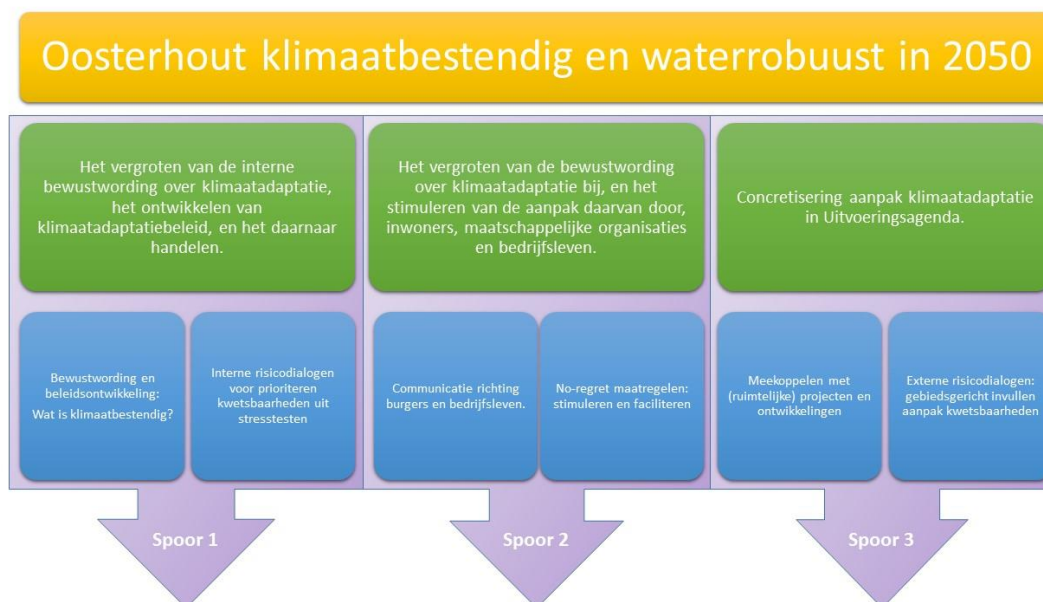 Oosterhout klimaatbestendig en waterrobuust in 2050
Het vergroten van de interne
bewustwording over klimaatadaptatie,
het ontwikkelen van
klimaatadaptatiebeleid, en het daarnaar
handelen.
Het vergroten van de bewustwording
over klimaatadaptatie bij, en het
stimuleren van de aanpak daarvan door,
inwoners, maatschappelijke organisaties
en bedrijfsleven.
Concretisering aanpak klimaatadaptatie
in Uitvoeringsagenda.
Bewustwording en
beleidsontwikkeling:
Wat is klimaatbestendig?
Interne risicodialogen
voor prioriteren
kwetsbaarheden uit
stresstesten
Communicatie richting
burgers en bedrijfsleven.
No-regret maatregelen:
stimuleren en faciliteren
Meekoppelen met
(ruimtelijke) projecten en
ontwikkelingen
Externe risicodialogen:
gebiedsgericht invullen
aanpak kwetsbaarheden
Spoor 1
Spoor 2
Spoor 3